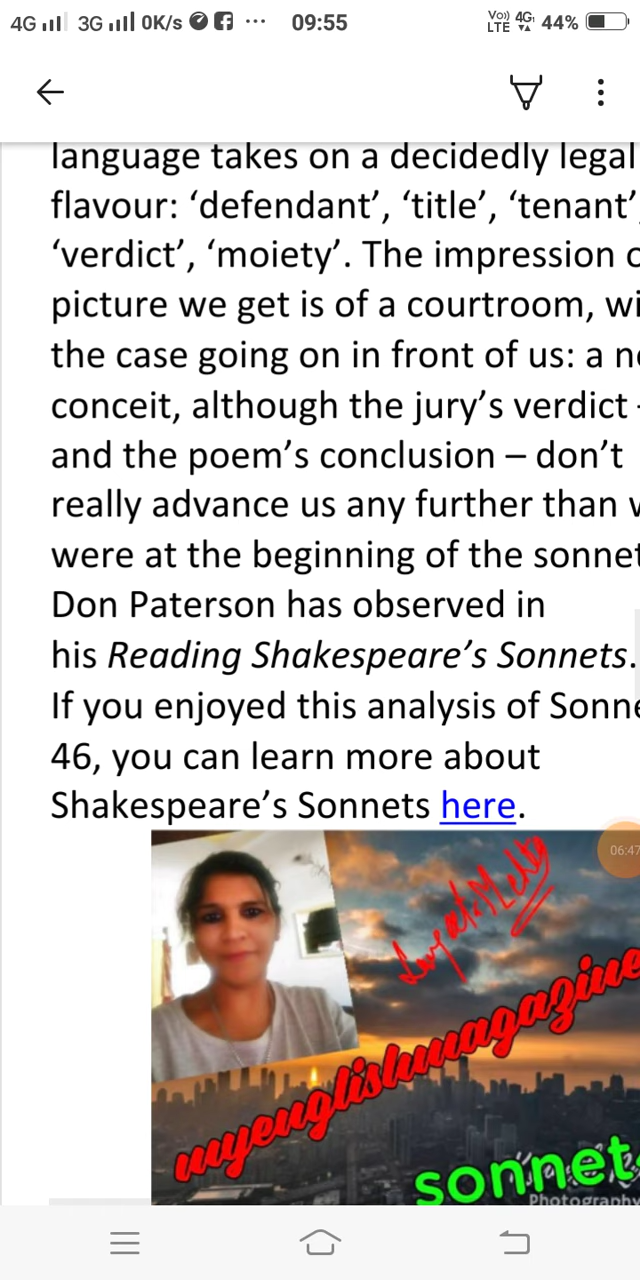 4G 3G 0K/s ... 09:55 Vo)) LTE 4G 44%
language takes on a decidedly legal
flavour: ‘defendant’, ‘title’, ‘tenant’,
‘verdict’, ‘moiety’. The impression
picture we get is of a courtroom,
the case going on in front of us: a
conceit, although the jury’s verdict
and the poem’s conclusion – don’t
really advance us any further than
were at the beginning of the sonnet
Don Paterson has observed in
his Reading Shakespeare’s Sonnets.
If you enjoyed this analysis of
46, you can learn more about
Shakespeare’s Sonnets here.
06:47
myenglishmagazine
sonnet
Photography